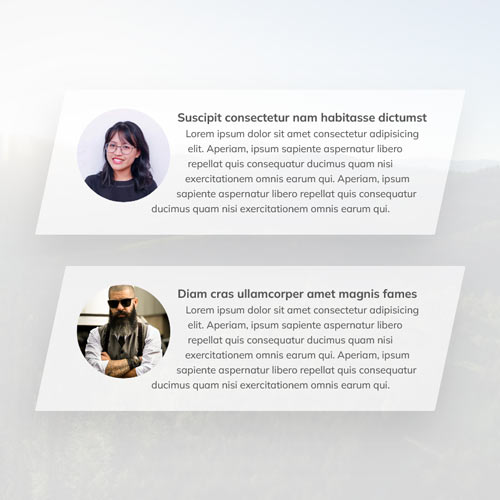 Suscipit consectetur nam habitasse dictumst
Lorem ipsum dolor sit amet consectetur adipisicing
elit. Aperiam, ipsum sapiente aspernatur libero
repellat quis consequatur ducimus quam nisi
exercitationem omnis earum qui. Aperiam, ipsum
sapiente aspernatur libero repellat quis consequatur
ducimus quam nisi exercitationem omnis earum qui.
Diam cras ullamcorper amet magnis fames
Lorem ipsum dolor sit amet consectetur adipisicing
elit. Aperiam, ipsum sapiente aspernatur libero
repellat quis consequatur ducimus quam nisi
exercitationem omnis earum qui. Aperiam, ipsum
sapiente aspernatur libero repellat quis consequatur
ducimus quam nisi exercitationem omnis earum qui.